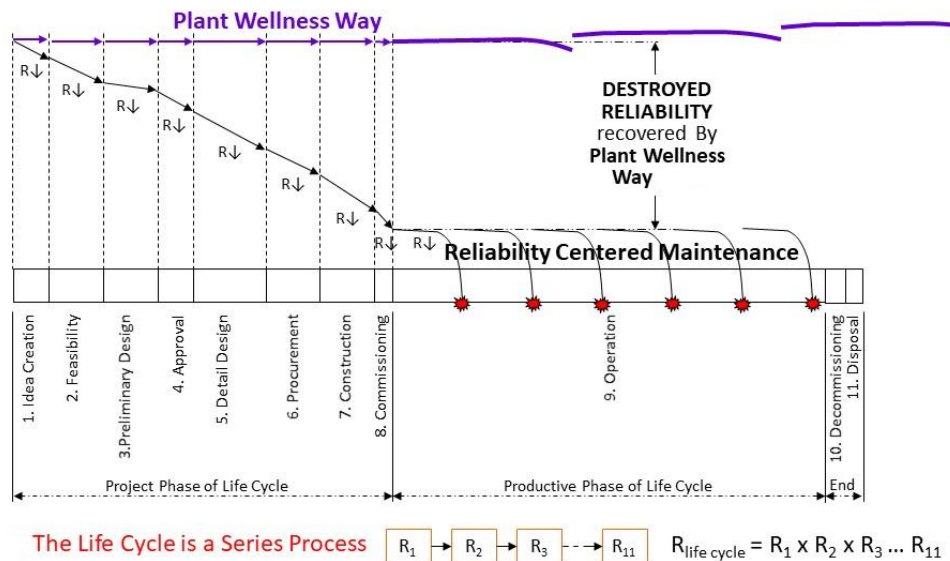 Plant Wellness Way
R↓
R↓
R↓
R↓
R↓
R↓
R↓
R↓
R↓
DESTROYED
RELIABILITY
recovered By
Plant Wellness
Way
Reliability Centered Maintenance
1. Idea Creation
2. Feasibility
3.Preliminary Design
4. Approval
5. Detail Design
6. Procurement
7. Construction
8. Commissioning
9. Operation
10. Decommissioning
11. Disposal
Project Phase of Life Cycle
Productive Phase of Life Cycle
End
The Life Cycle is a Series Process
R1
R2
R3
R11
Rlife cycle = R1 x R2 x R3 ... R11